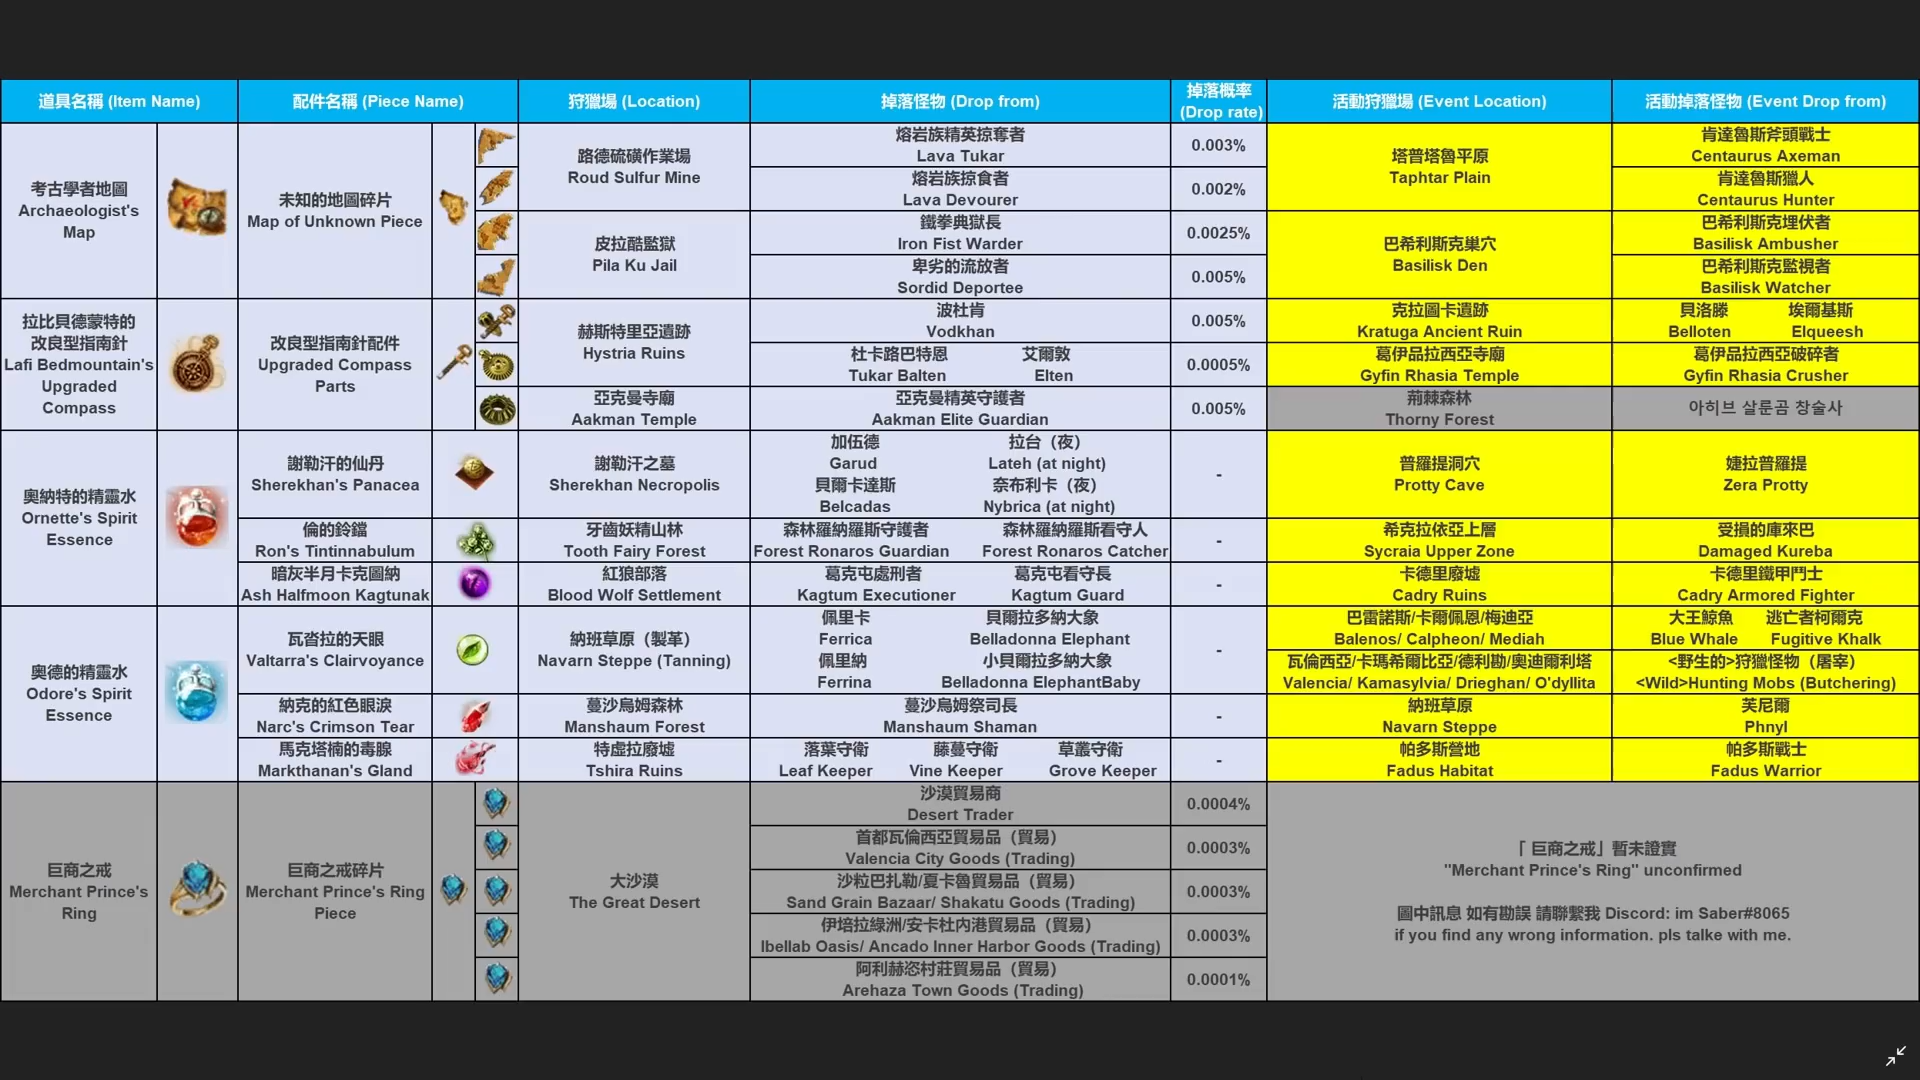 道具名稱 (Item Name)
配件名稱 (Piece Name)
狩獵場 (Location)
掉落怪物 (Drop from)
掉落概率
(Drop rate)
活動狩獵場 (Event Location)
活動掉落怪物 (Event Drop from)
考古學者地圖
Archaeologist's
Map
未知的地圖碎片
Map of Unknown Piece
路德硫磺作業場
Roud Sulfur Mine
熔岩族精英掠奪者
Lava Tukar
0.003%
塔普塔魯平原
Taphtar Plain
肯達魯斯斧頭戰士
Centaurus Axeman
熔岩族掠食者
Lava Devourer
0.002%
肯達魯斯獵人
Centaurus Hunter
皮拉酷監獄
Pila Ku Jail
鐵拳典獄長
Iron Fist Warder
0.0025%
巴希利斯克巢穴
Basilisk Den
巴希利斯克埋伏者
Basilisk Ambusher
卑劣的流放者
Sordid Deportee
0.005%
巴希利斯克監視者
Basilisk Watcher
拉比貝德蒙特的
改良型指南針
Lafi Bedmountain's
Upgraded
Compass
改良型指南針配件
Upgraded Compass
Parts
赫斯特里亞遺跡
Hystria Ruins
波杜肯
Vodkhan
0.005%
克拉圖卡遺跡
Kratuga Ancient Ruin
貝洛滕 埃爾基斯
Belloten Elqueesh
杜卡路巴特恩 艾爾敦
Tukar Balten Elten
0.0005%
葛伊品拉西亞寺廟
Gyfin Rhasia Temple
葛伊品拉西亞破碎者
Gyfin Rhasia Crusher
亞克曼寺廟
Aakman Temple
亞克曼精英守護者
Aakman Elite Guardian
0.005%
荊棘森林
Thorny Forest
아히브 살룬곰 창술사
奧納特的精靈水
Ornette's Spirit
Essence
謝勒汗的仙丹
Sherekhan's Panacea
謝勒汗之墓
Sherekhan Necropolis
加伍德 拉台（夜）
Garud Lateh (at night)
貝爾卡達斯 奈布利卡（夜）
Belcadas Nybrica (at night)
-
普羅提洞穴
Protty Cave
婕拉普羅提
Zera Protty
倫的鈴鐺
Ron's Tintinnabulum
牙齒妖精山林
Tooth Fairy Forest
森林羅納羅斯守護者 森林羅納羅斯看守人
Forest Ronaros Guardian Forest Ronaros Catcher
-
希克拉依亞上層
Sycraia Upper Zone
受損的庫來巴
Damaged Kureba
暗灰半月卡克圖納
Ash Halfmoon Kagtunak
紅狼部落
Blood Wolf Settlement
葛克屯處刑者 葛克屯看守長
Kagtum Executioner Kagtum Guard
-
卡德里廢墟
Cadry Ruins
卡德里鐵甲鬥士
Cadry Armored Fighter
奧德的精靈水
Odore's Spirit
Essence
瓦沓拉的天眼
Valtarra's Clairvoyance
納班草原（製革）
Navarn Steppe (Tanning)
佩里卡 貝爾拉多納大象
Ferrica Belladonna Elephant
佩里納 小貝爾拉多納大象
Ferrina Belladonna ElephantBaby
-
巴雷諾斯/卡爾佩恩/梅迪亞
Balenos/ Calpheon/ Mediah
大王鯨魚 逃亡者柯爾克
Blue Whale Fugitive Khalk
瓦倫西亞/卡瑪希爾比亞/德利勘/奧迪爾利塔
Valencia/ Kamasylvia/ Drieghan/ O'dyllita
<野生的>狩獵怪物（屠宰）
<Wild>Hunting Mobs (Butchering)
納克的紅色眼淚
Narc's Crimson Tear
蔓沙烏姆森林
Manshaum Forest
蔓沙烏姆祭司長
Manshaum Shaman
-
納班草原
Navarn Steppe
芙尼爾
Phnyl
馬克塔楠的毒腺
Markthanan's Gland
特虛拉廢墟
Tshira Ruins
落葉守衛 藤蔓守衛 草叢守衛
Leaf Keeper Vine Keeper Grove Keeper
-
帕多斯營地
Fadus Habitat
帕多斯戰士
Fadus Warrior
巨商之戒
Merchant Prince's
Ring
巨商之戒碎片
Merchant Prince's Ring
Piece
大沙漠
The Great Desert
沙漠貿易商
Desert Trader
0.0004%
首都瓦倫西亞貿易品（貿易）
Valencia City Goods (Trading)
0.0003%
沙粒巴扎勒/夏卡魯貿易品（貿易）
Sand Grain Bazaar/ Shakatu Goods (Trading)
0.0003%
伊培拉綠洲/安卡杜内港貿易品（貿易）
Ibellab Oasis/ Ancado Inner Harbor Goods (Trading)
0.0003%
阿利赫恣村莊貿易品（貿易）
Arehaza Town Goods (Trading)
0.0001%
「 巨商之戒」暫未證實
"Merchant Prince's Ring" unconfirmed
圖中訊息 如有勘誤 請聯繫我 Discord: im Saber#8065
if you find any wrong information. pls talke with me.